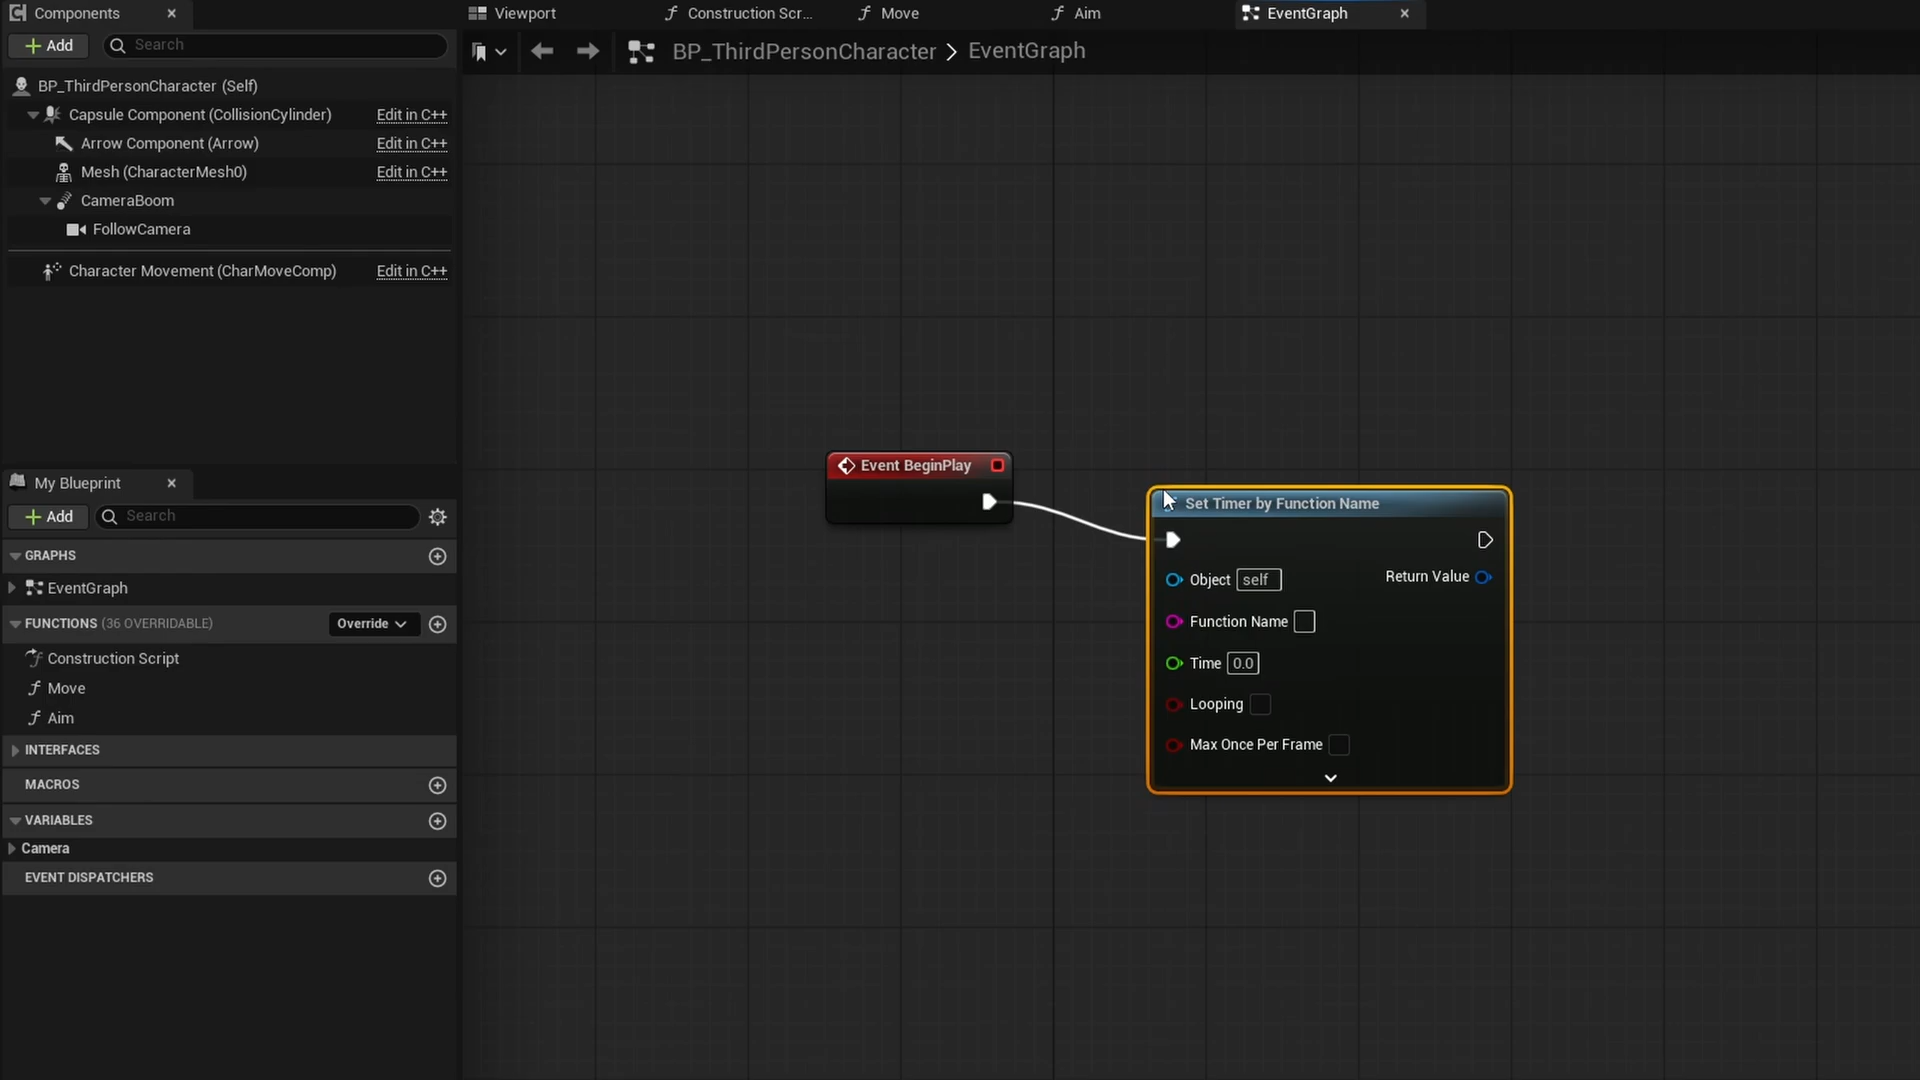 Components
Add
Search
BP_ThirdPersonCharacter (Self)
Capsule Component (CollisionCylinder) Edit in C++
Arrow Component (Arrow) Edit in C++
Mesh (CharacterMesh0) Edit in C++
CameraBoom
FollowCamera
Character Movement (CharMoveComp) Edit in C++
My Blueprint
Add
Search
GRAPHS
EventGraph
FUNCTIONS (36 OVERRIDABLE) Override
Construction Script
Move
Aim
INTERFACES
MACROS
VARIABLES
Camera
EVENT DISPATCHERS
Viewport
Construction Scr...
Move
Aim
EventGraph
BP_ThirdPersonCharacter > EventGraph
Event BeginPlay
Set Timer by Function Name
Object self
Return Value
Function Name
Time 0.0
Looping
Max Once Per Frame